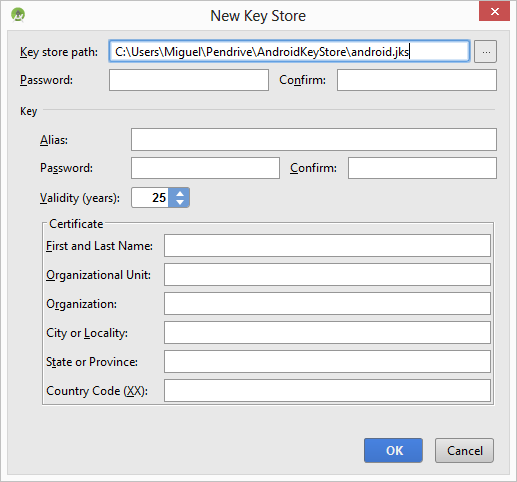 New Key Store
Key store path: C:\Users\Miguel\Pendrive\AndroidKeyStore\android.jks ...
Password: Confirm:
Key
Alias:
Password: Confirm:
Validity (years): 25
Certificate
First and Last Name:
Organizational Unit:
Organization:
City or Locality:
State or Province:
Country Code (XX):
OK Cancel